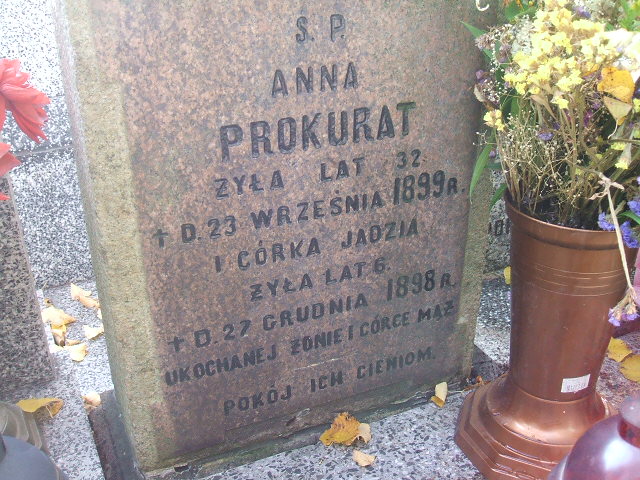 Ś. P.
ANNA
PROKURAT
ŻYŁA LAT 32
+ D. 23 WRZEŚNIA 1899 R.
I CÓRKA JADZIA
ŻYŁA LAT 6.
+ D. 27 GRUDNIA 1898 R.
UKOCHANEJ ŻONIE I CÓRCE MĄŻ
POKÓJ ICH CIENIOM.